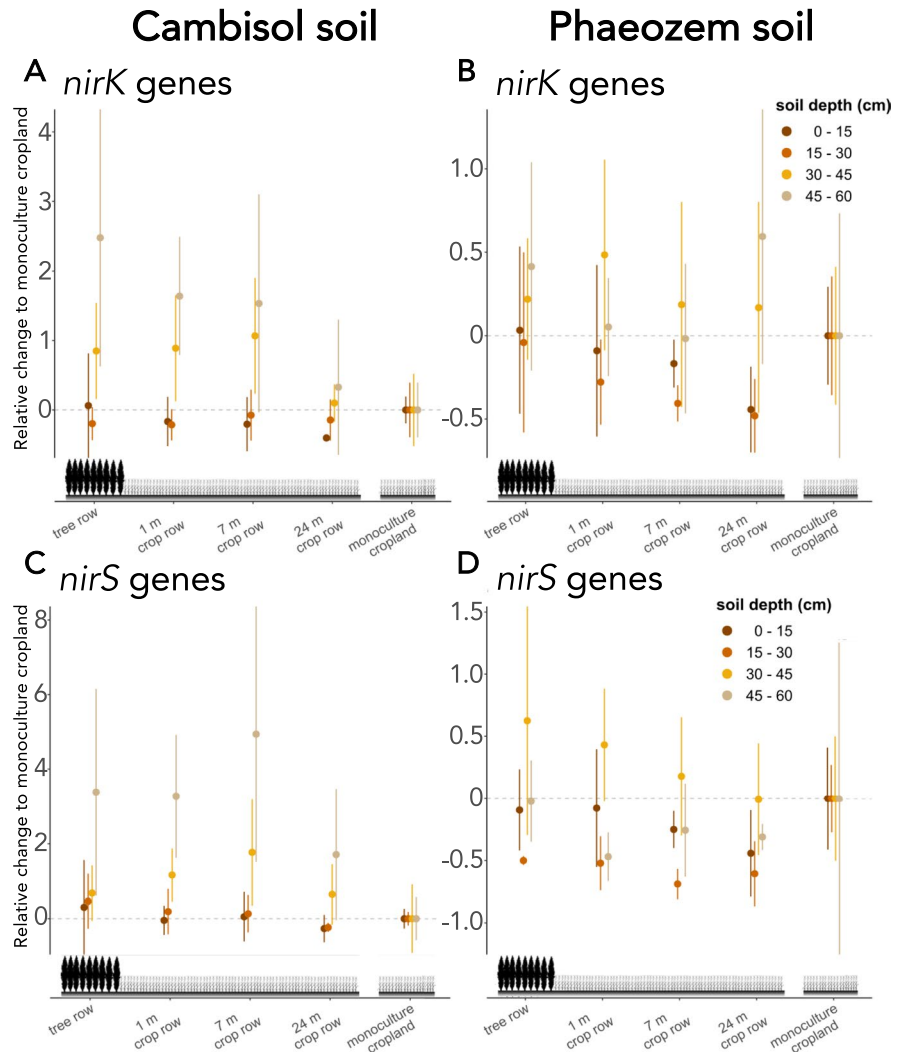 Cambisol soil
Phaeozem soil
A
nirK genes
Relative change to monoculture cropland
4
3
2
1
0
tree row
1 m
crop row
7 m
crop row
24 m
crop row
monoculture
cropland
B
nirK genes
soil depth (cm)
0 - 15
15 - 30
30 - 45
45 - 60
1.0
0.5
0
-0.5
tree row
1 m
crop row
7 m
crop row
24 m
crop row
monoculture
cropland
C
nirS genes
Relative change to monoculture cropland
8
6
4
2
0
tree row
1 m
crop row
7 m
crop row
24 m
crop row
monoculture
cropland
D
nirS genes
soil depth (cm)
0 - 15
15 - 30
30 - 45
45 - 60
1.5
1.0
0.5
0
-0.5
-1.0
tree row
1 m
crop row
7 m
crop row
24 m
crop row
monoculture
cropland